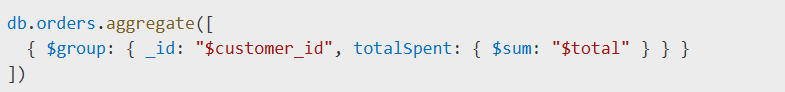 db.orders.aggregate([
  { $group: { _id: "$customer_id", totalSpent: { $sum: "$total" } } }
])